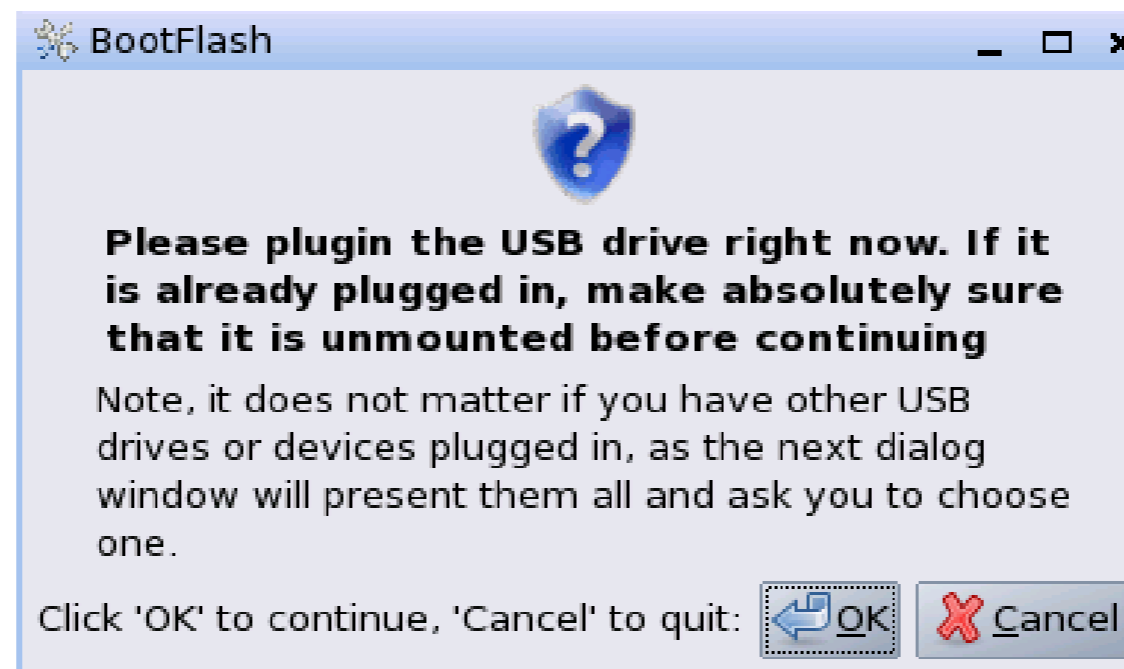 BootFlash
Please plugin the USB drive right now. If it
is already plugged in, make absolutely sure
that it is unmounted before continuing
Note, it does not matter if you have other USB
drives or devices plugged in, as the next dialog
window will present them all and ask you to choose
one.
Click 'OK' to continue, 'Cancel' to quit: OK Cancel